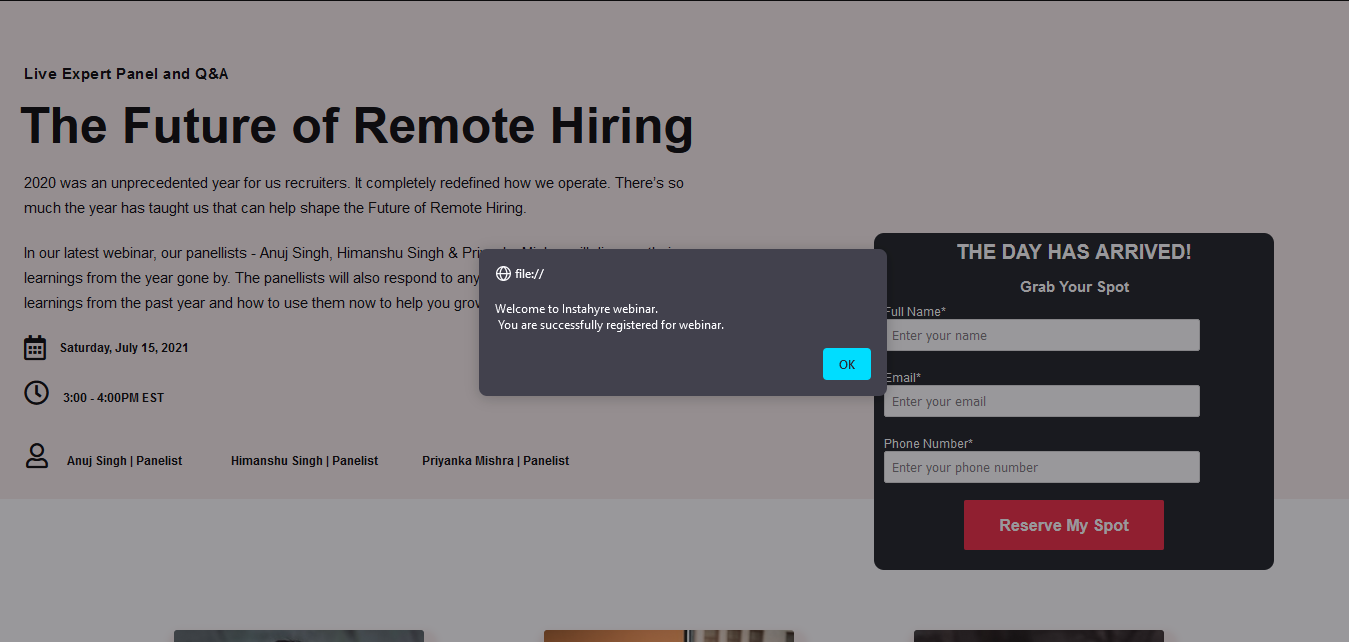 Live Expert Panel and Q&A
The Future of Remote Hiring
2020 was an unprecedented year for us recruiters. It completely redefined how we operate. There's so
much the year has taught us that can help shape the Future of Remote Hiring.
In our latest webinar, our panellists - Anuj Singh, Himanshu Singh &
learnings from the year gone by. The panellists will also respond to any
learnings from the past year and how to use them now to help you
Saturday, July 15, 2021
3:00 - 4:00PM EST
Anuj Singh | Panelist
Himanshu Singh | Panelist
Priyanka Mishra | Panelist
file://
Welcome to Instahyre webinar.
You are successfully registered for webinar.
OK
THE DAY HAS ARRIVED!
Grab Your Spot
Full Name*
Enter your name
Email*
Enter your email
Phone Number*
Enter your phone number
Reserve My Spot